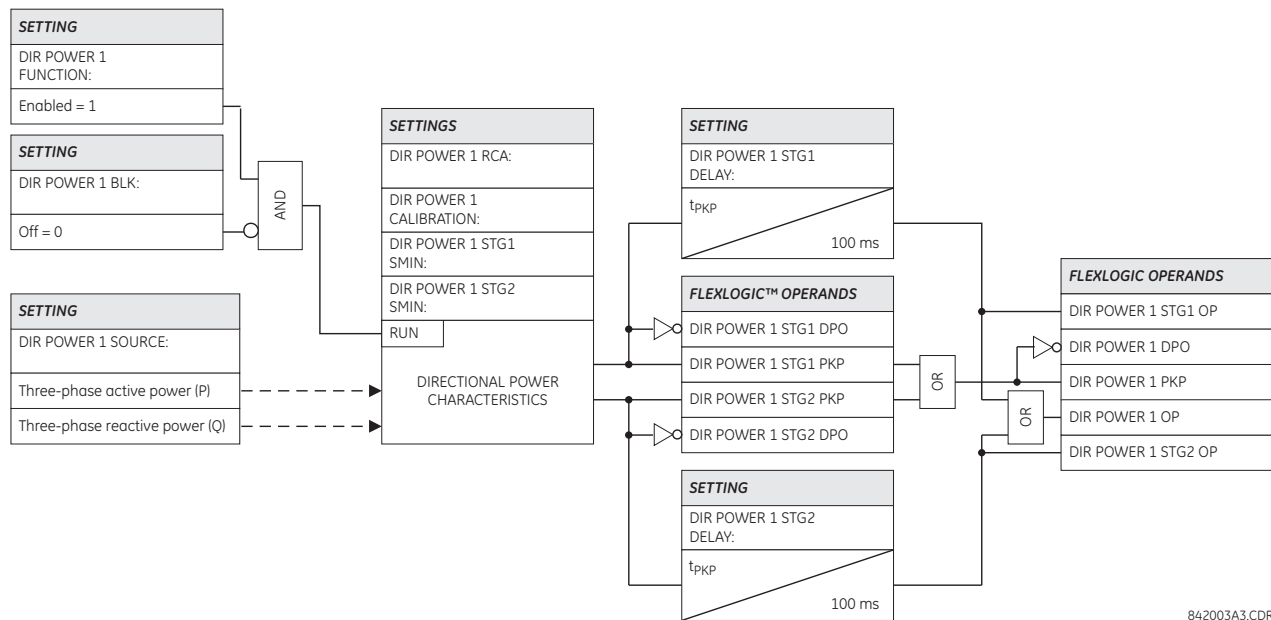 SETTING
DIR POWER 1
FUNCTION:
Enabled = 1
SETTING
DIR POWER 1 BLK:
Off = 0
AND
SETTING
DIR POWER 1 SOURCE:
Three-phase active power (P)
Three-phase reactive power (Q)
SETTINGS
DIR POWER 1 RCA:
DIR POWER 1
CALIBRATION:
DIR POWER 1 STG1
SMIN:
DIR POWER 1 STG2
SMIN:
RUN
DIRECTIONAL POWER
CHARACTERISTICS
SETTING
DIR POWER 1 STG1
DELAY:
tPKP
100 ms
FLEXLOGIC™ OPERANDS
DIR POWER 1 STG1 DPO
DIR POWER 1 STG1 PKP
DIR POWER 1 STG2 PKP
DIR POWER 1 STG2 DPO
SETTING
DIR POWER 1 STG2
DELAY:
tPKP
100 ms
OR
OR
FLEXLOGIC OPERANDS
DIR POWER 1 STG1 OP
DIR POWER 1 DPO
DIR POWER 1 PKP
DIR POWER 1 OP
DIR POWER 1 STG2 OP
842003A3.CDR